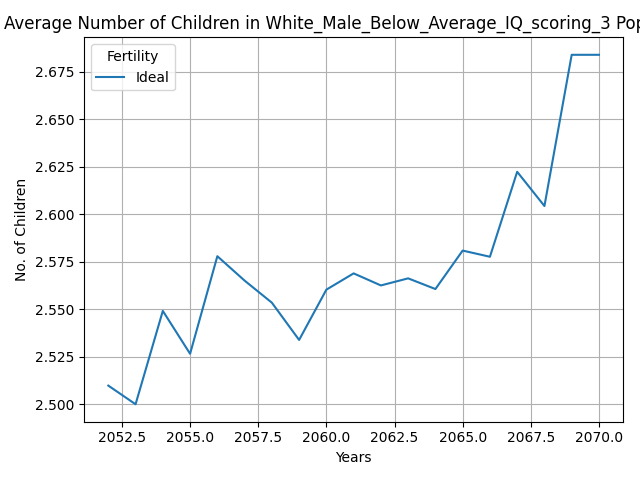 Average Number of Children in White_Male_Below_Average_IQ_scoring_3 Pop
Fertility
Ideal
2.675
2.650
2.625
2.600
2.575
2.550
2.525
2.500
No. of Children
2052.5 2055.0 2057.5 2060.0 2062.5 2065.0 2067.5 2070.0
Years